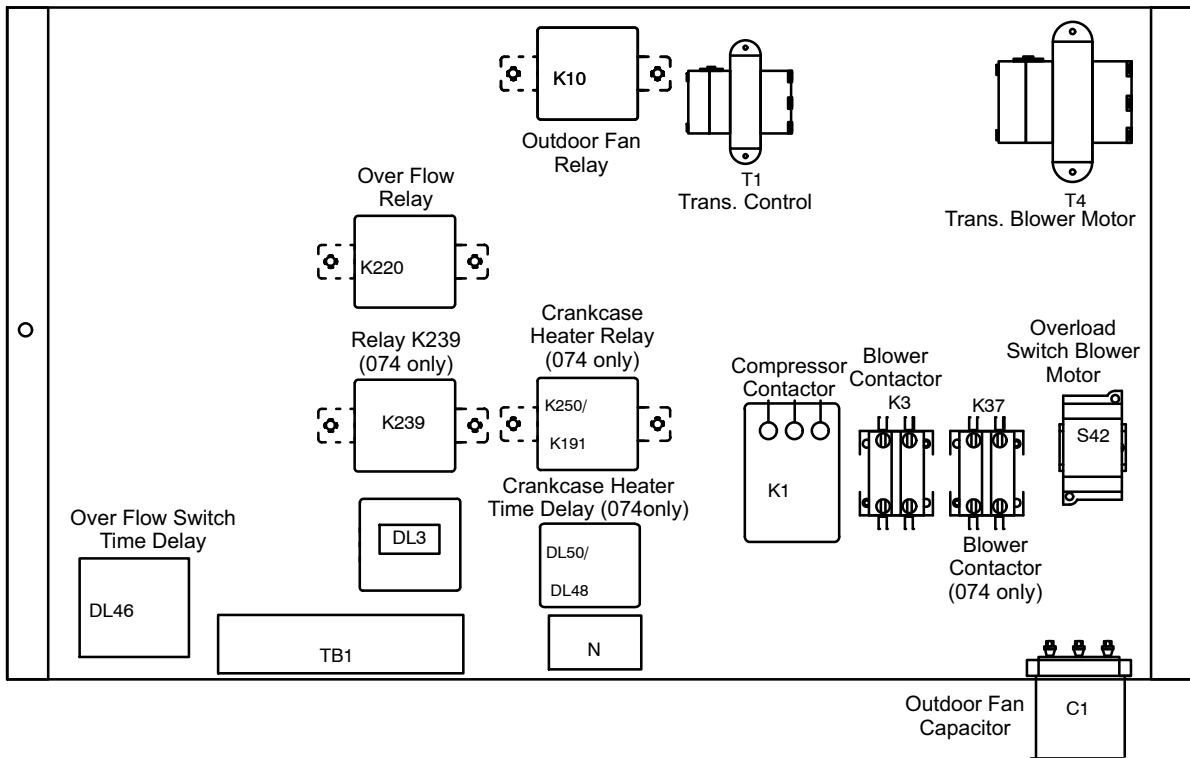 K10
Outdoor Fan
Relay
T1
Trans. Control
T4
Trans. Blower Motor
Over Flow
Relay
K220
Relay K239
(074 only)
K239
Crankcase
Heater Relay
(074 only)
K250/
K191
Compressor
Contactor
K1
Blower
Contactor
K3
K37
Blower
Contactor
(074 only)
Overload
Switch Blower
Motor
S42
Over Flow Switch
Time Delay
DL46
DL3
Crankcase Heater
Time Delay (074only)
DL50/
DL48
TB1
N
Outdoor Fan
Capacitor
C1